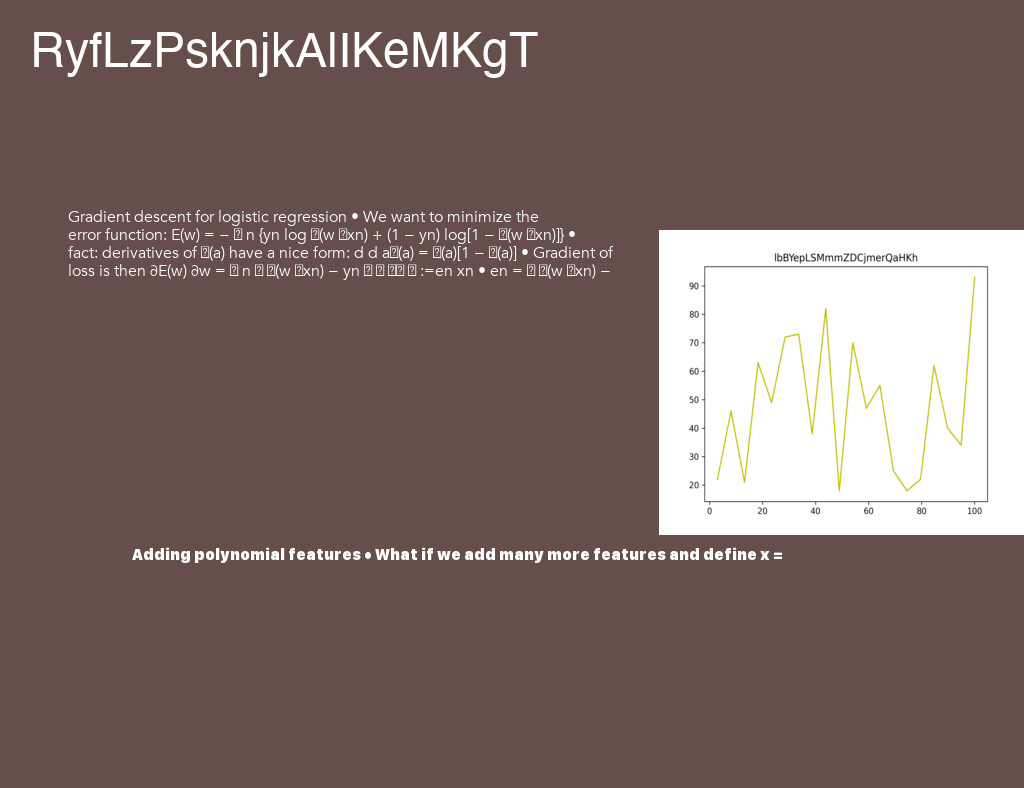 RyfLzPsknjkAlIKeMKgT
Gradient descent for logistic regression • We want to minimize the
error function: E(w) = − n {yn log (w xn) + (1 − yn) log[1 − (w xn)]} •
fact: derivatives of (a) have a nice form: d d a (a) = (a)[1 − (a)] • Gradient of
loss is then ∂E(w) ∂w = n (w xn) − yn :=en xn • en = (w xn) −
lbBYepLSMmmZDCjmerQaHKh
90
80
70
60
50
40
30
20
0 20 40 60 80 100
Adding polynomial features • What if we add many more features and define x =